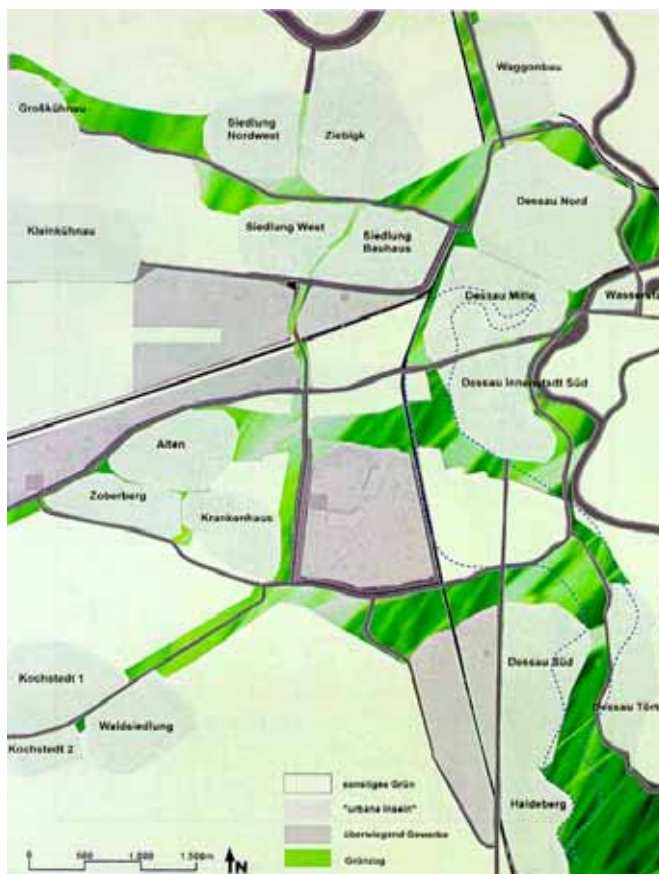 Waggonbau
Großkühnau
Siedlung
Nordwest
Ziebigk
Dessau Nord
Kleinkühnau
Siedlung West
Siedlung
Bauhaus
Dessau Mitte
Wassersta
Dessau Innenstadt Süd
Alten
Zoberberg
Krankenhaus
Dessau Süd
Kochstedt 1
Dessau Tört
Waldsiedlung
Kochstedt 2
Haideberg
sonstiges Grün
"urbane Inseln"
überwiegend Gewerbe
Grünzug
0 500 1.000 1.500m
N